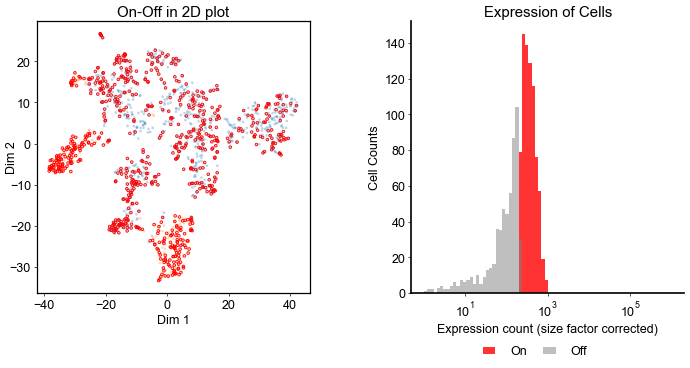 On-Off in 2D plot
Dim 2
20
10
0
−10
−20
−30
−40 −20 0 20 40
Dim 1
Expression of Cells
Cell Counts
140
120
100
80
60
40
20
0
10^1 10^3 10^5
Expression count (size factor corrected)
On Off